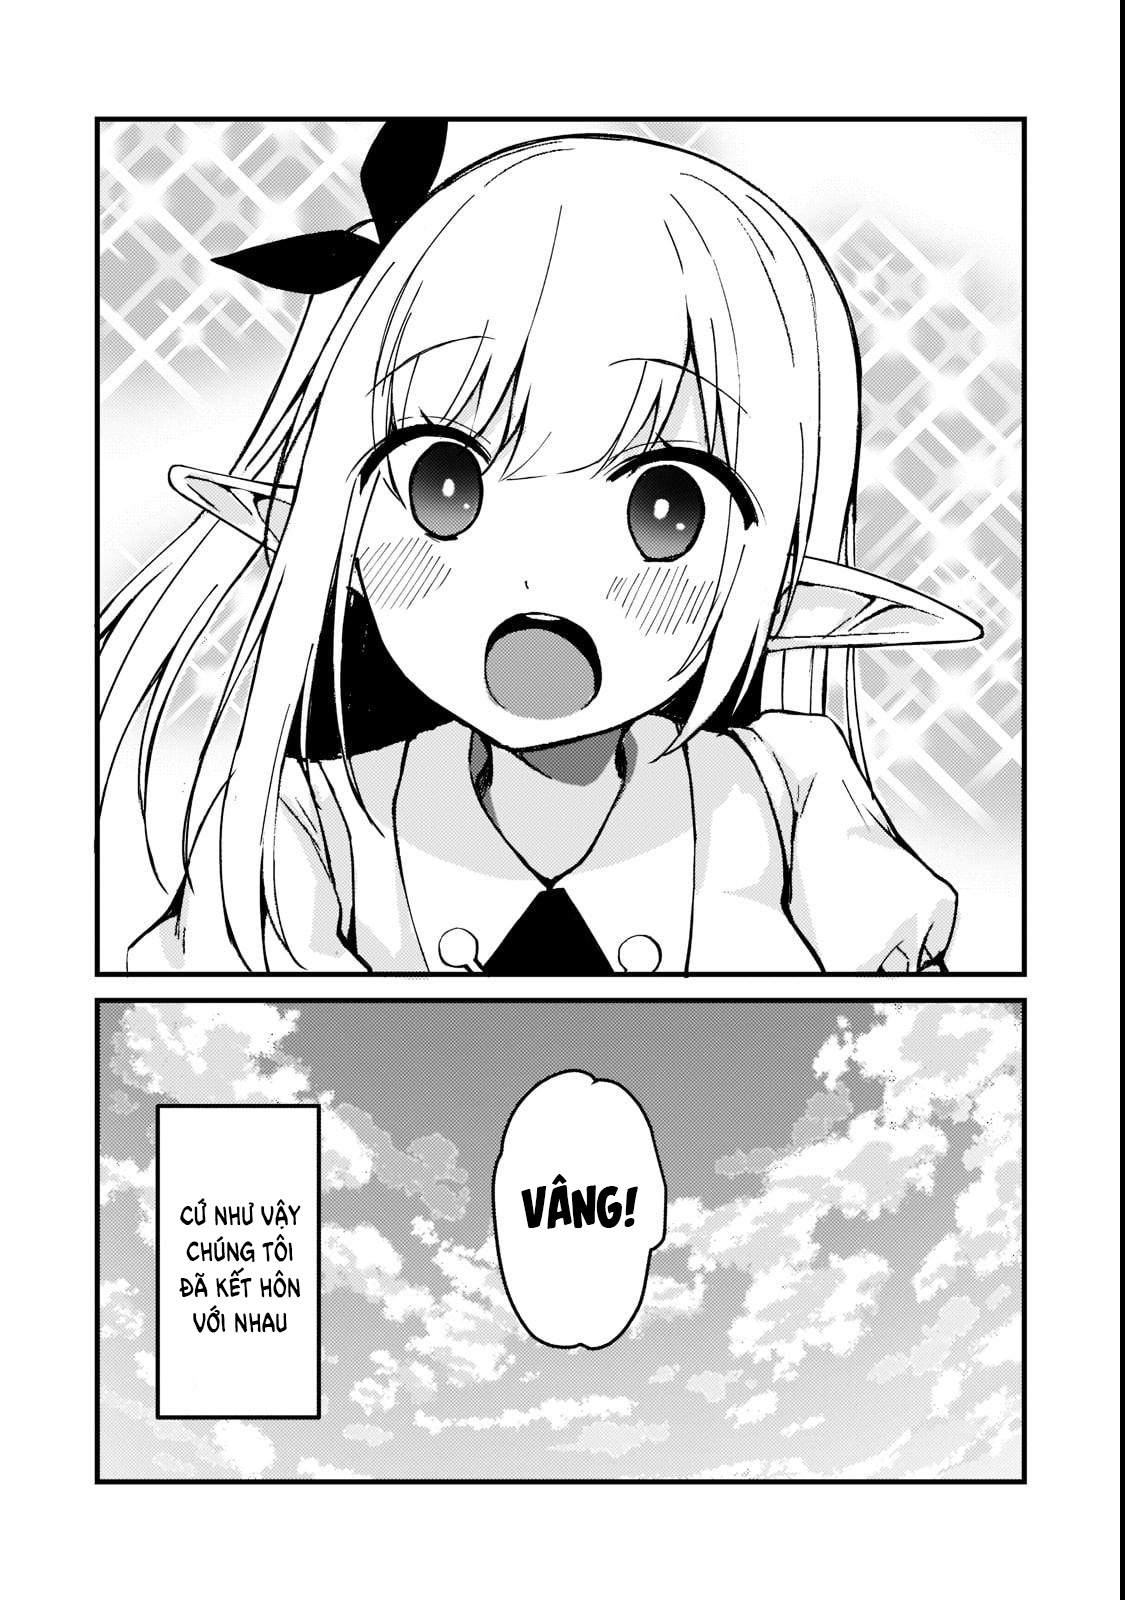 VÂNG!
CỨ NHƯ VẬY
CHÚNG TÔI
ĐÃ KẾT HÔN
VỚI NHAU